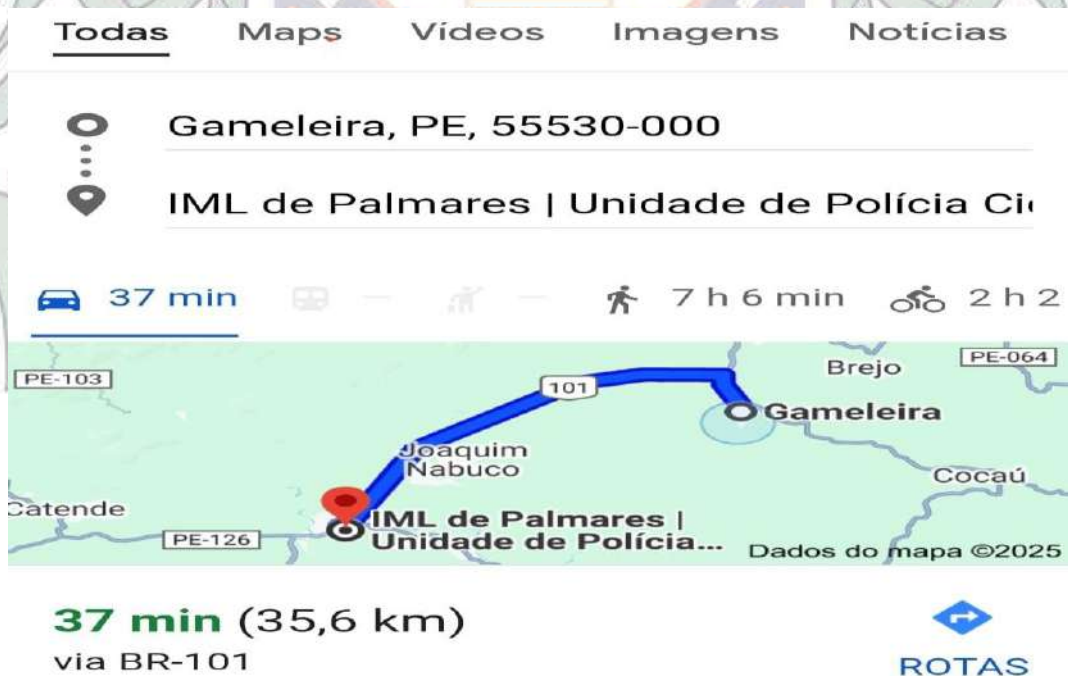 Todas Maps Vídeos Imagens Notícias
Gameleira, PE, 55530-000
IML de Palmares | Unidade de Polícia Ci
37 min — — 7 h 6 min 2 h 2
PE-103
101
Brejo
PE-064
Gameleira
Joaquim
Nabuco
Cocaú
Catende
PE-126
IML de Palmares |
Unidade de Polícia...
Dados do mapa ©2025
37 min (35,6 km)
via BR-101
ROTAS